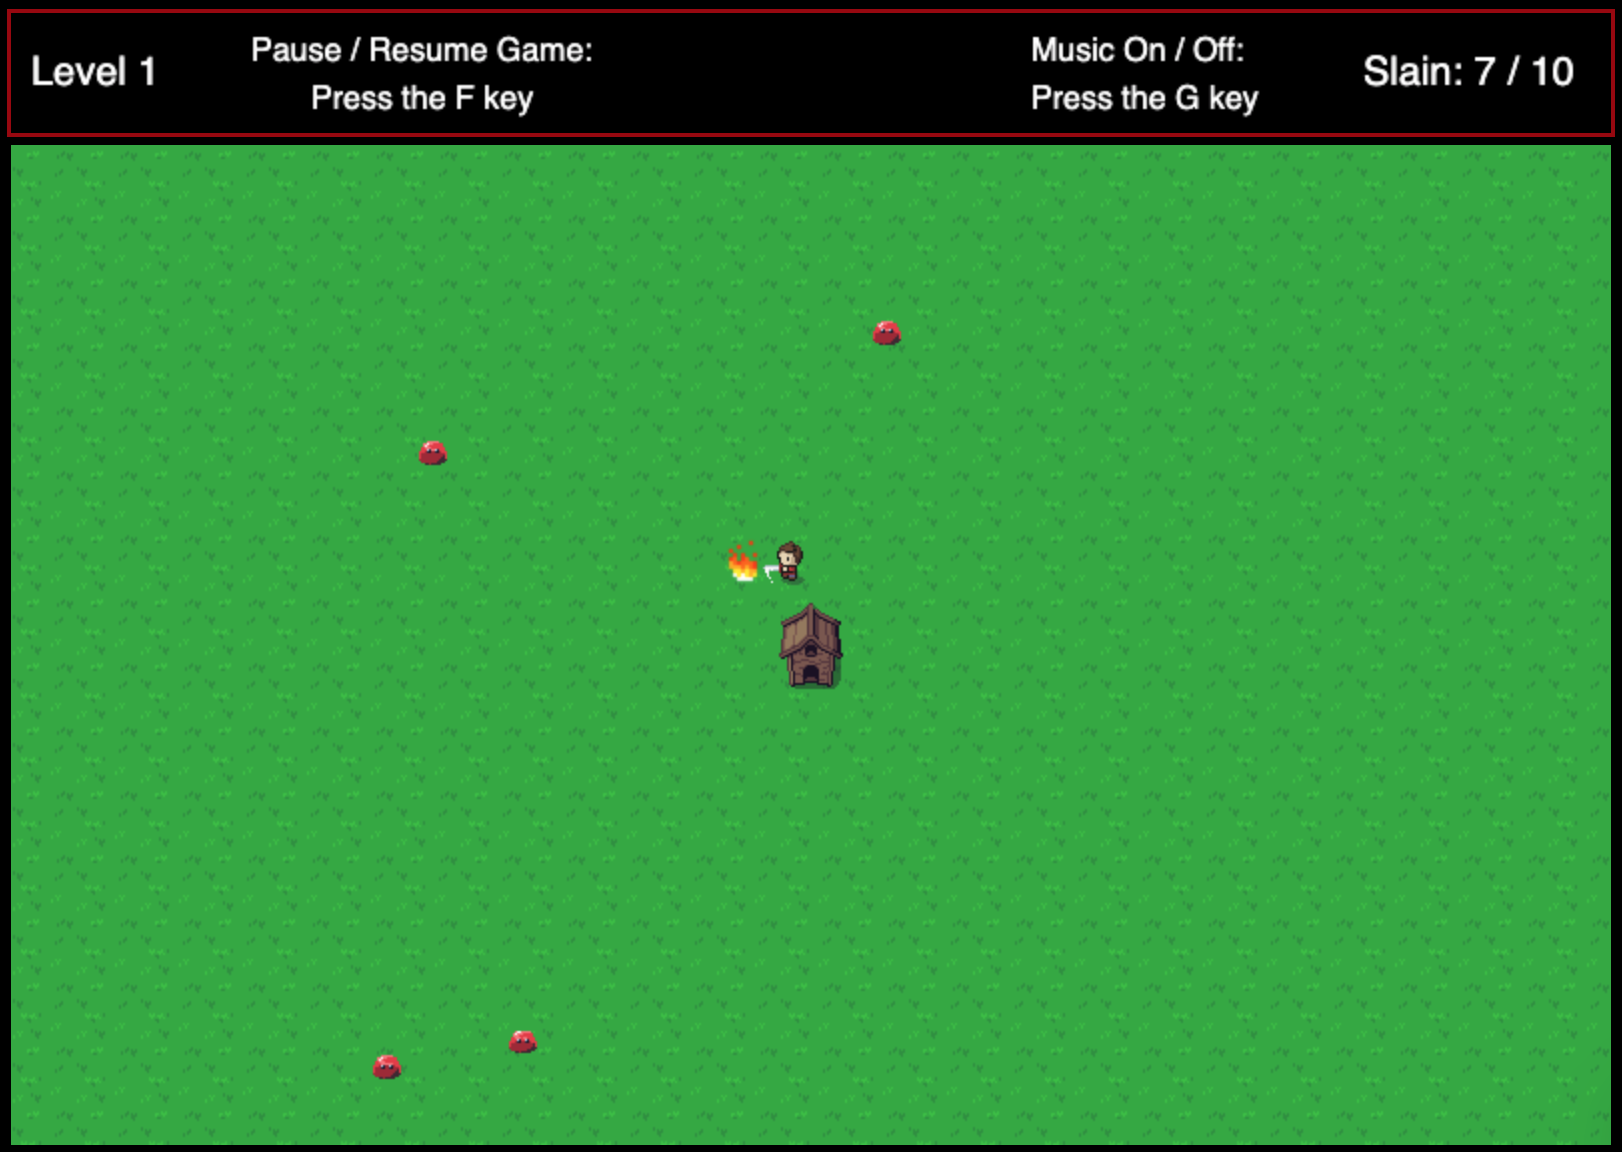 Level 1
Pause / Resume Game:
Press the F key
Music On / Off:
Press the G key
Slain: 7 / 10